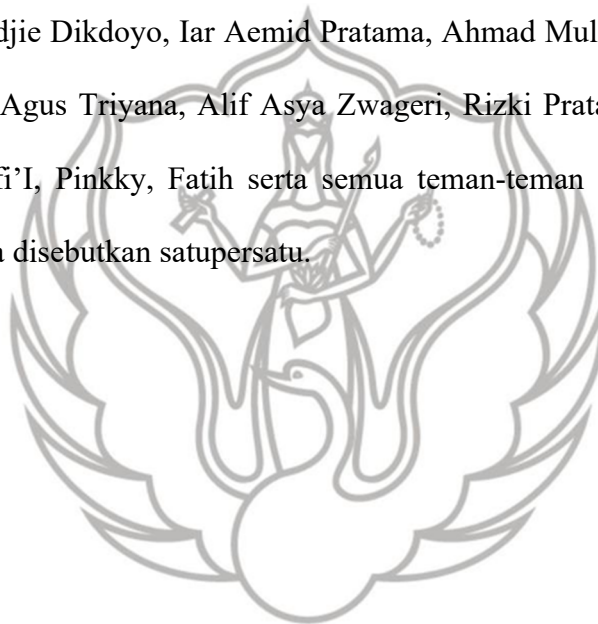 djie Dikdoyo, Iar Aemid Pratama, Ahmad Mul
Agus Triyana, Alif Asya Zwageri, Rizki Prata
fi’I, Pinkky, Fatih serta semua teman-teman
a disebutkan satupersatu.